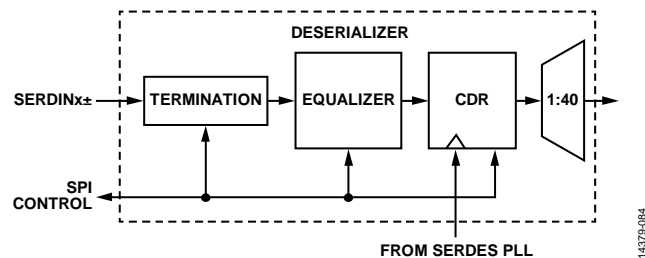 DESERIALIZER
SERDINx±
TERMINATION
EQUALIZER
CDR
1:40
SPI
CONTROL
FROM SERDES PLL
14379-084